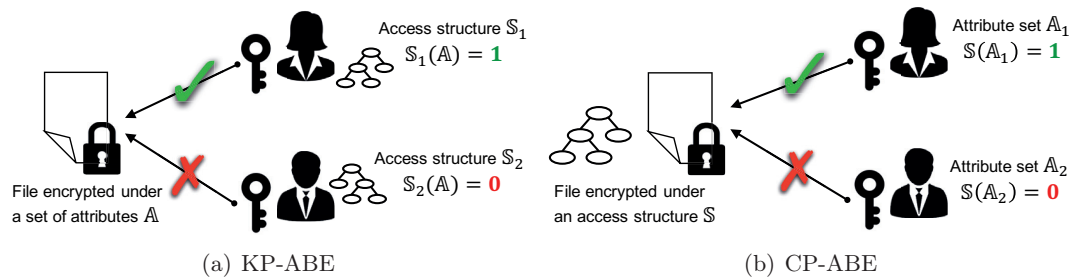 Access structure 𝕊₁
𝕊₁(𝔸) = 1
File encrypted under
a set of attributes 𝔸
Access structure 𝕊₂
𝕊₂(𝔸) = 0
(a) KP-ABE
Attribute set 𝔸₁
𝕊(𝔸₁) = 1
File encrypted under
an access structure 𝕊
Attribute set 𝔸₂
𝕊(𝔸₂) = 0
(b) CP-ABE